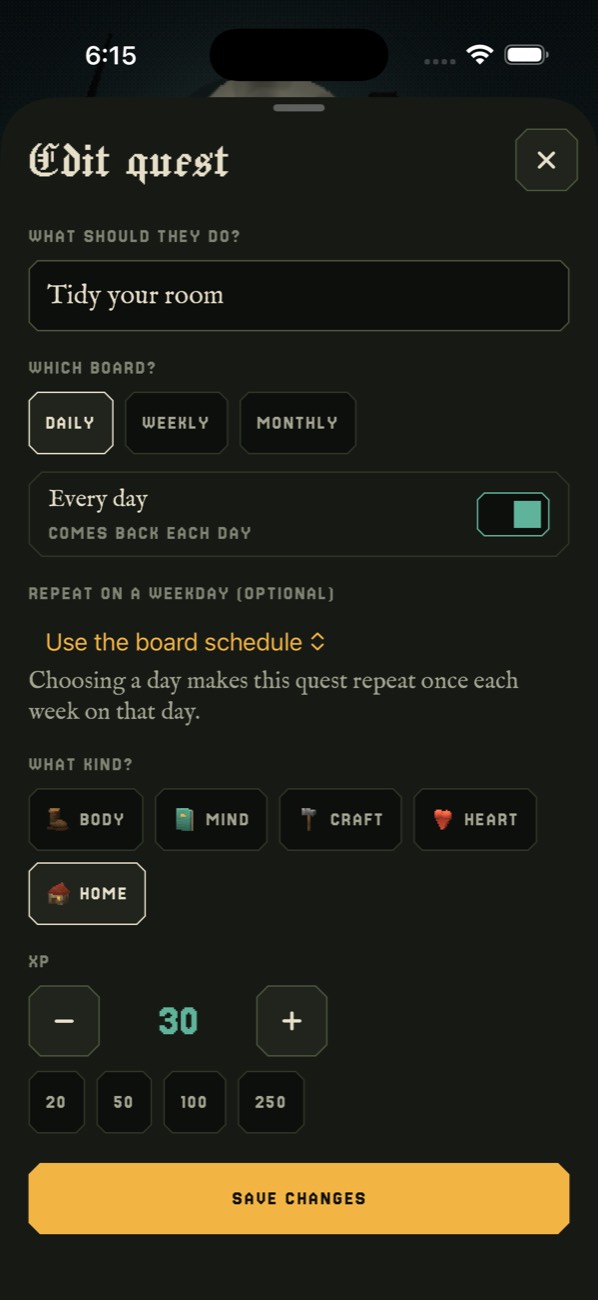 6:15
Edit quest
WHAT SHOULD THEY DO?
Tidy your room
WHICH BOARD?
DAILY WEEKLY MONTHLY
Every day
COMES BACK EACH DAY
REPEAT ON A WEEKDAY (OPTIONAL)
Use the board schedule
Choosing a day makes this quest repeat once each
week on that day.
WHAT KIND?
BODY MIND CRAFT HEART
HOME
XP
− 30 +
20 50 100 250
SAVE CHANGES